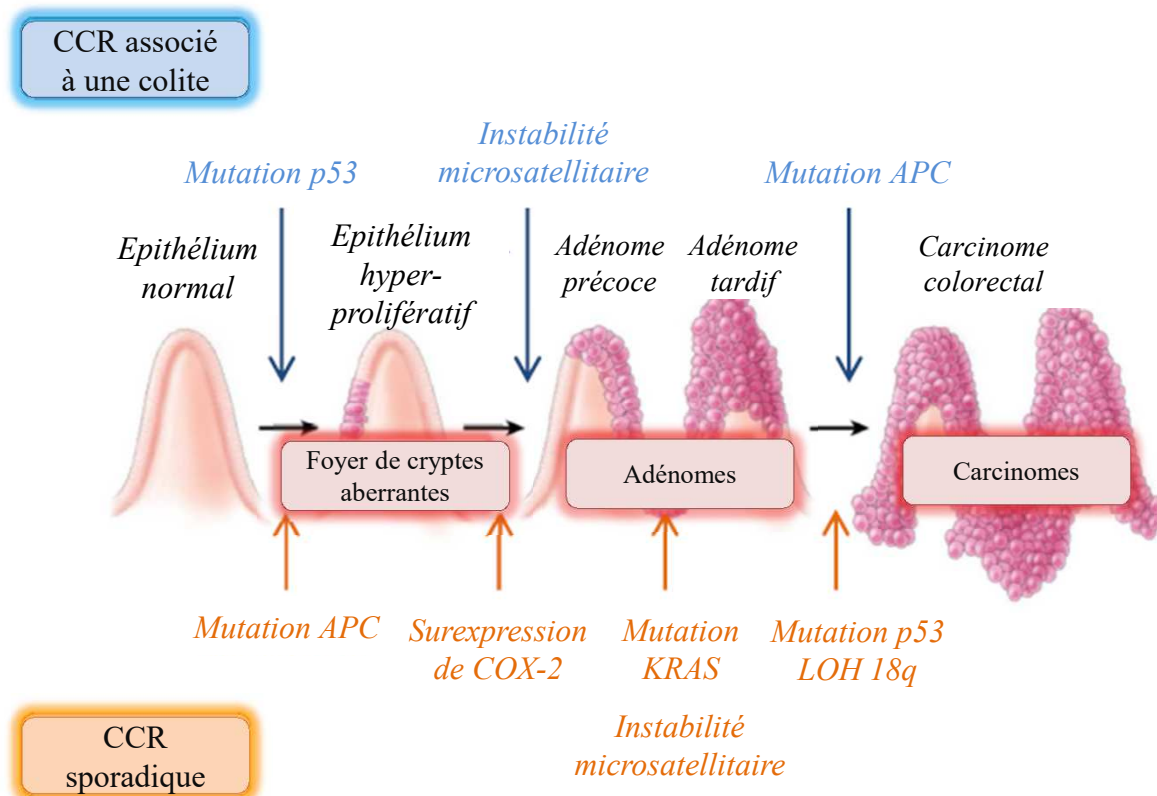 CCR associé
à une colite
Instabilité
microsatellitaire
Mutation p53
Mutation APC
Epithélium
normal
Epithélium
hyper-
prolifératif
Adénome
précoce
Adénome
tardif
Carcinome
colorectal
Foyer de cryptes
aberrantes
Adénomes
Carcinomes
Mutation APC
Surexpression
de COX-2
Mutation
KRAS
Mutation p53
LOH 18q
Instabilité
microsatellitaire
CCR
sporadique